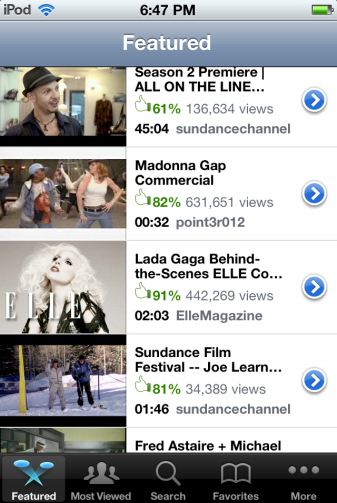 iPod 6:47 PM
Featured
Season 2 Premiere |
ALL ON THE LINE...
61% 136,634 views
45:04 sundancechannel
Madonna Gap
Commercial
82% 631,651 views
00:32 point3r012
Lada Gaga Behind-
the-Scenes ELLE Co...
91% 442,269 views
02:03 ElleMagazine
ELLE
Sundance Film
Festival -- Joe Learn...
81% 34,389 views
01:46 sundancechannel
Fred Astaire + Michael
Featured Most Viewed Search Favorites More